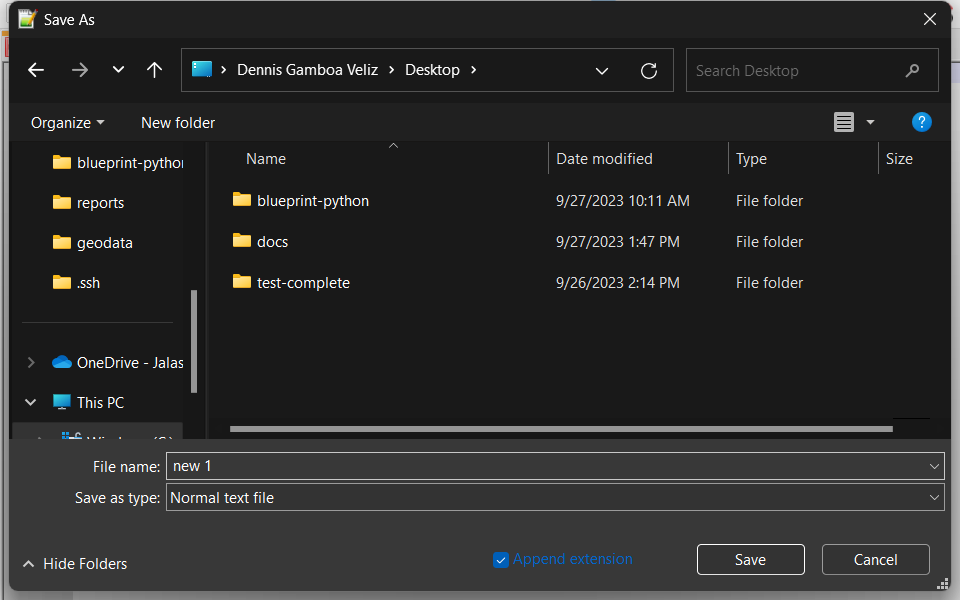 Save As
Dennis Gamboa Veliz Desktop
Search Desktop
Organize
New folder
?
blueprint-python
reports
geodata
.ssh
OneDrive - Jalas
This PC
Windows (C:)
Name Date modified Type Size
blueprint-python 9/27/2023 10:11 AM File folder
docs 9/27/2023 1:47 PM File folder
test-complete 9/26/2023 2:14 PM File folder
File name: new 1
Save as type: Normal text file
Hide Folders
Append extension
Save
Cancel